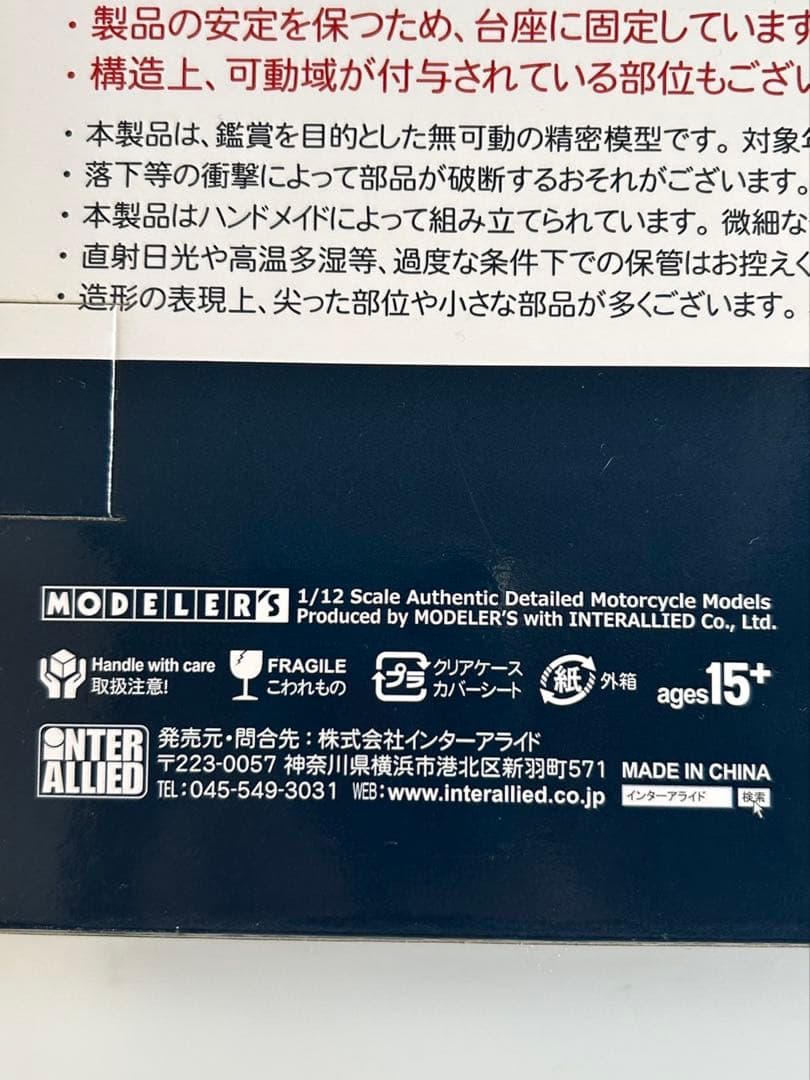 ・製品の安定を保つため、台座に固定しています
・構造上、可動域が付与されている部位もござい
・本製品は、鑑賞を目的とした無可動の精密模型です。対象年
・落下等の衝撃によって部品が破断するおそれがございます。
・本製品はハンドメイドによって組み立てられています。微細な
・直射日光や高温多湿等、過度な条件下での保管はお控えく
・造形の表現上、尖った部位や小さな部品が多くございます。
MODELER'S 1/12 Scale Authentic Detailed Motorcycle Models
Produced by MODELER'S with INTERALLIED Co., Ltd.
Handle with care
取扱注意!
FRAGILE
こわれもの
プラ
クリアケース
カバーシート
紙 外箱
ages15+
INTER
ALLIED
発売元・問合先：株式会社インターアライド
〒223-0057 神奈川県横浜市港北区新羽町571
TEL：045-549-3031 WEB：www.interallied.co.jp
MADE IN CHINA
インターアライド 検索